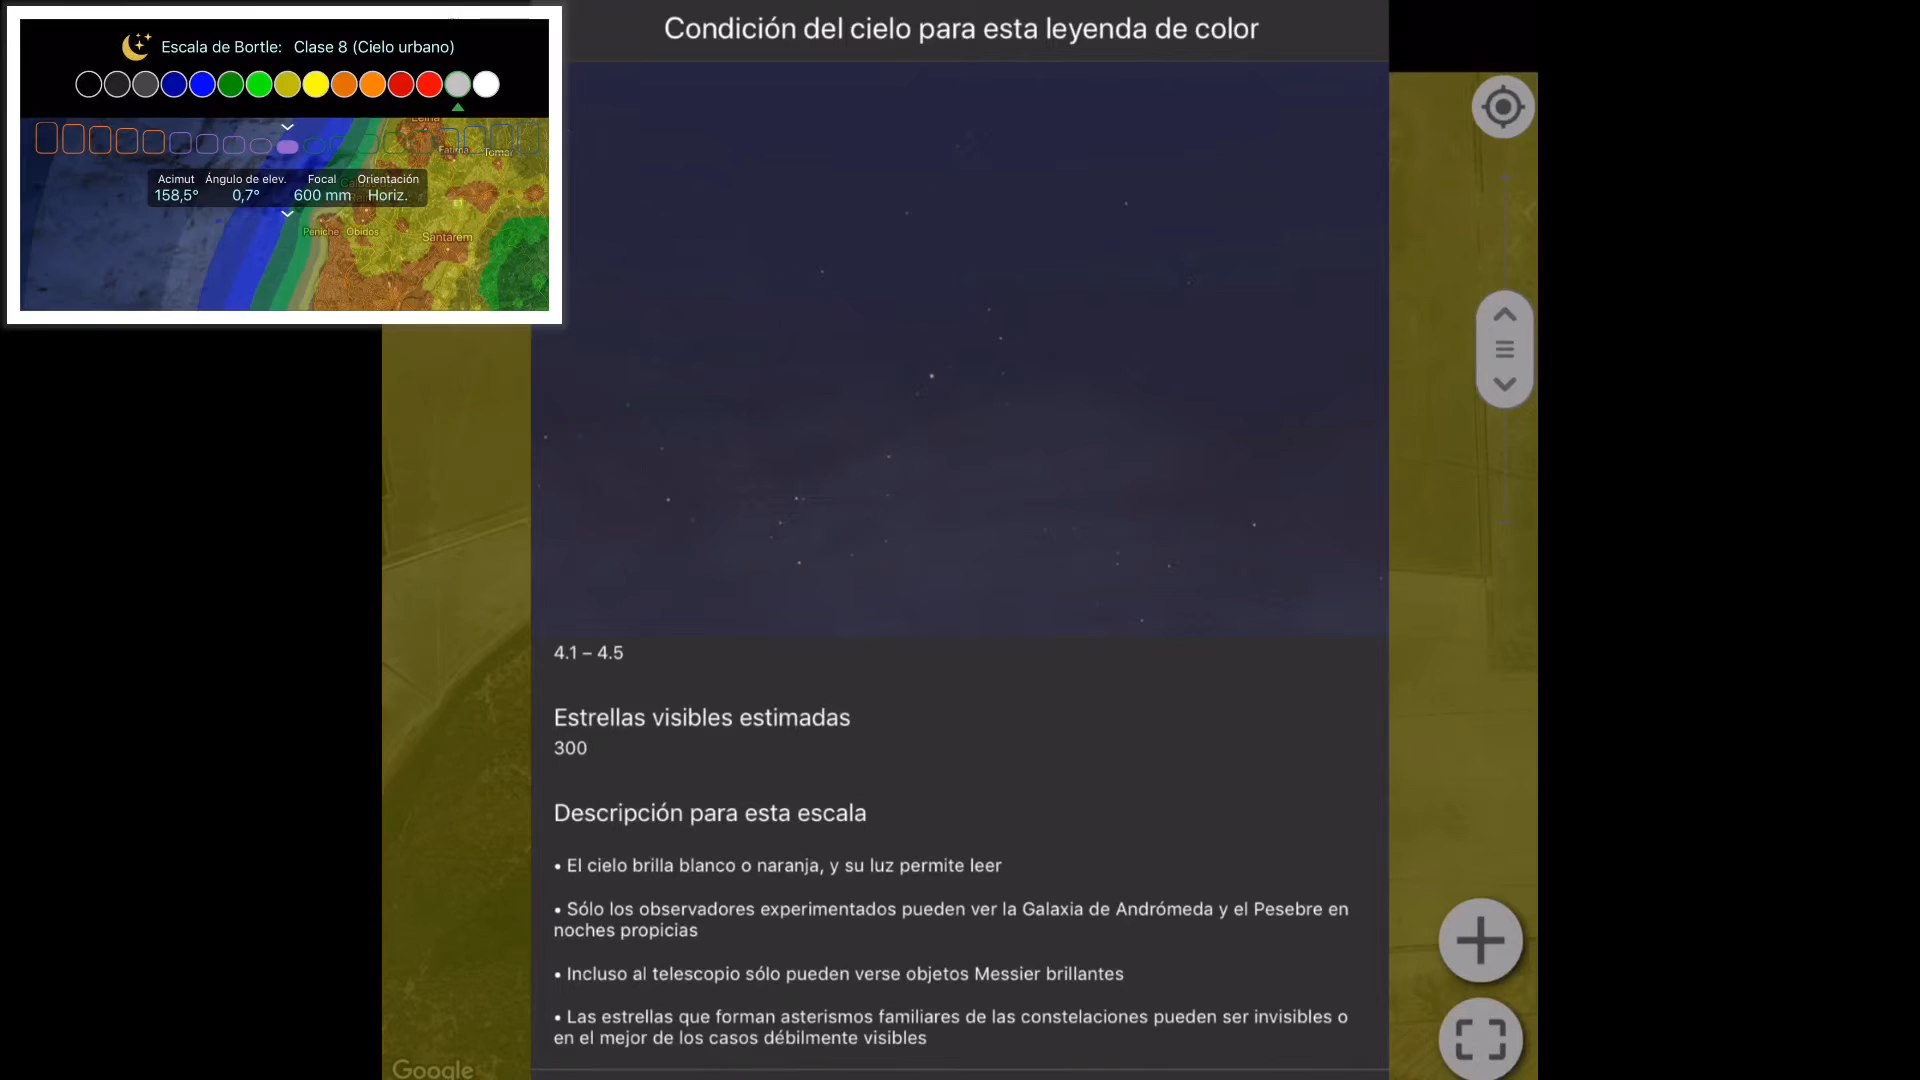 Condición del cielo para esta leyenda de color
Escala de Bortle: Clase 8 (Cielo urbano)
Leiria
Fatima Tomar
Acimut Ángulo de elev. Focal Orientación
158,5° 0,7° 600 mm Horiz.
Peniche Obidos
Santarém
4.1 – 4.5
Estrellas visibles estimadas
300
Descripción para esta escala
• El cielo brilla blanco o naranja, y su luz permite leer
• Sólo los observadores experimentados pueden ver la Galaxia de Andrómeda y el Pesebre en
noches propicias
• Incluso al telescopio sólo pueden verse objetos Messier brillantes
• Las estrellas que forman asterismos familiares de las constelaciones pueden ser invisibles o
en el mejor de los casos débilmente visibles
Google